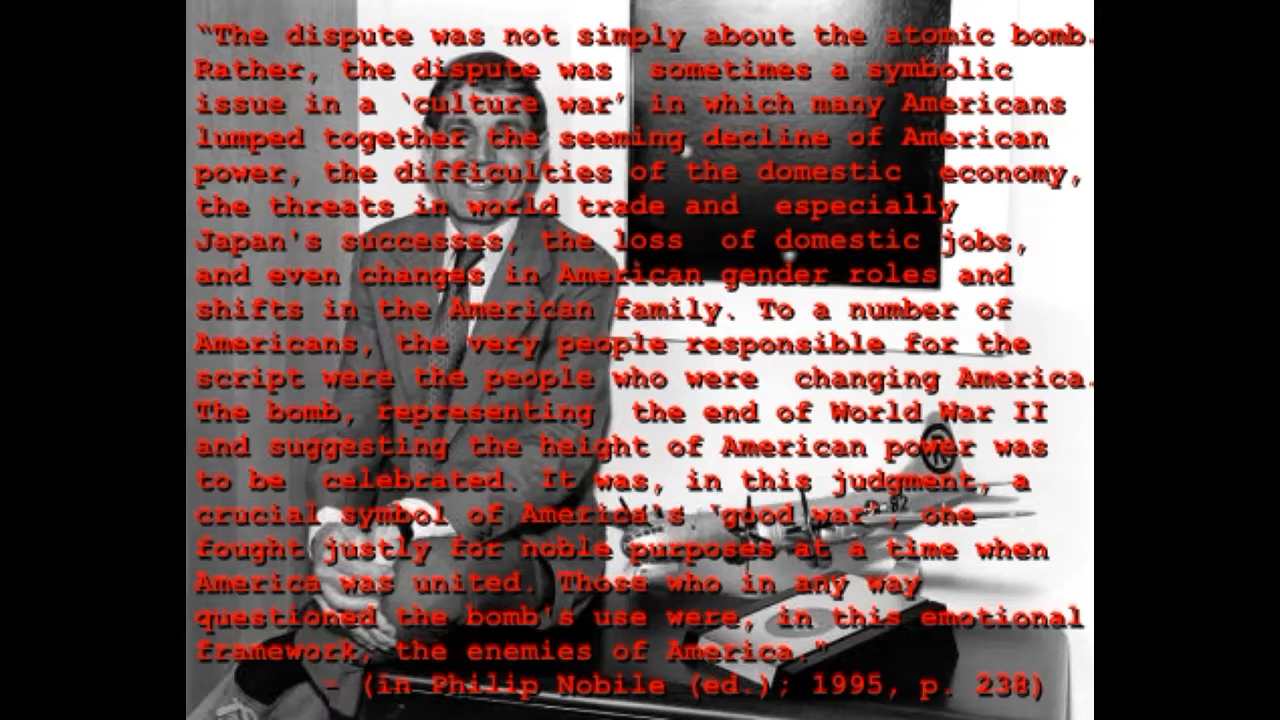 “The dispute was not simply about the atomic bomb.
Rather, the dispute was sometimes a symbolic
issue in a ‘culture war’ in which many Americans
lumped together the seeming decline of American
power, the difficulties of the domestic economy,
the threats in world trade and especially
Japan's successes, the loss of domestic jobs,
and even changes in American gender roles and
shifts in the American family. To a number of
Americans, the very people responsible for the
script were the people who were changing America.
The bomb, representing the end of World War II
and suggesting the height of American power was
to be celebrated. It was, in this judgment, a
crucial symbol of America's ‘good war’, one
fought justly for noble purposes at a time when
America was united. Those who in any way
questioned the bomb's use were, in this emotional
framework, the enemies of America."
- (in Philip Nobile (ed.); 1995, p. 238)
R
82